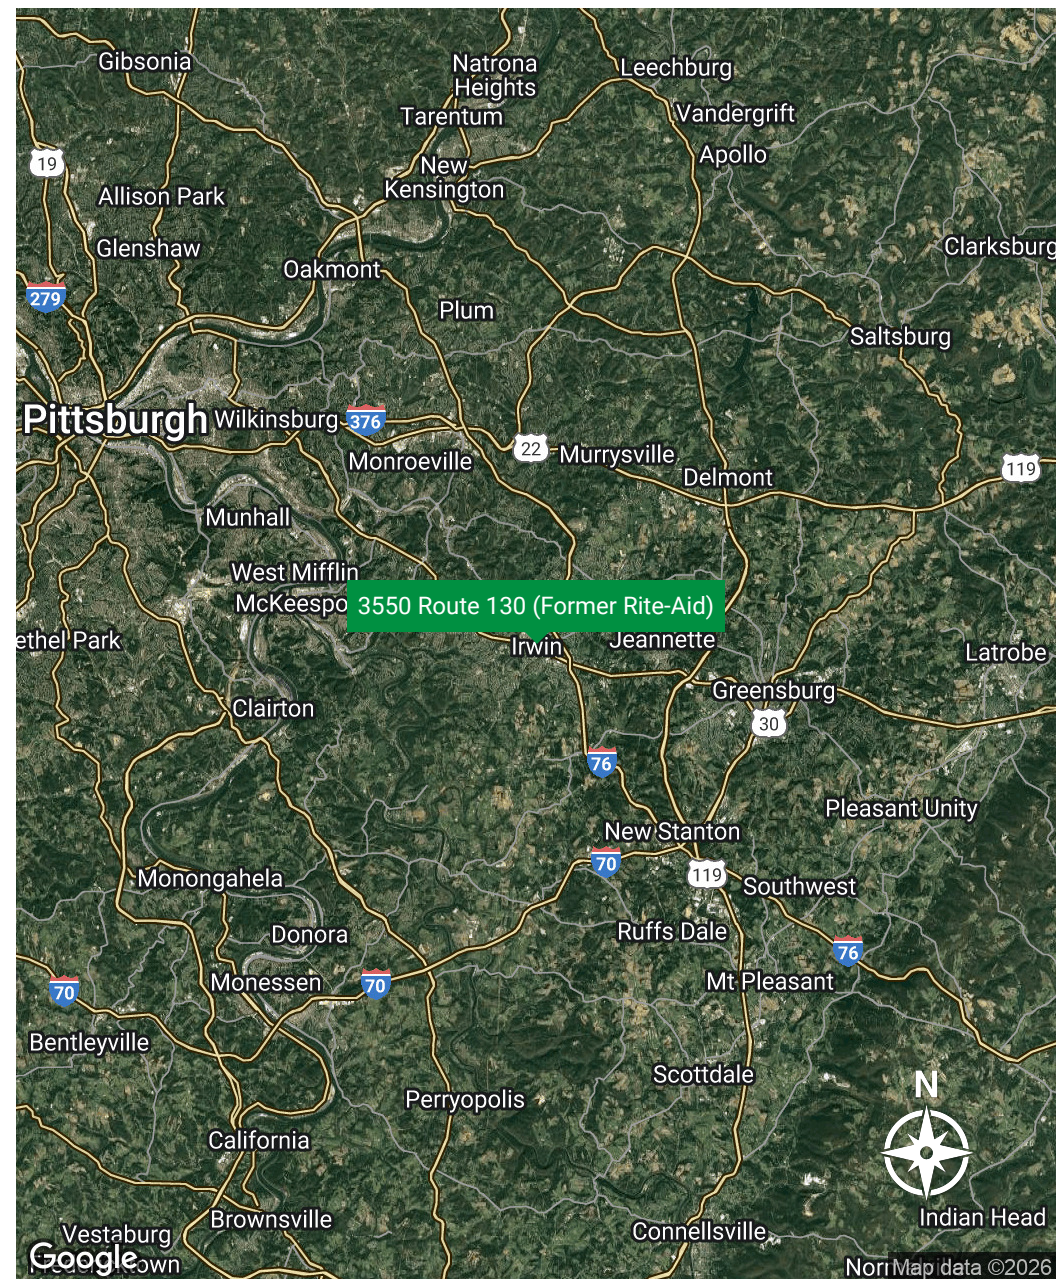 Gibsonia
Natrona
Heights
Leechburg
Tarentum
Vandergrift
19
New
Kensington
Apollo
Allison Park
Glenshaw
Clarksburg
Oakmont
279
Plum
Saltsburg
Pittsburgh
Wilkinsburg
376
22
Murrysville
Monroeville
Delmont
119
Munhall
West Mifflin
McKeespo
3550 Route 130 (Former Rite-Aid)
ethel Park
Irwin
Jeannette
Latrobe
Greensburg
Clairton
30
76
Pleasant Unity
New Stanton
70
119
Monongahela
Southwest
Donora
Ruffs Dale
76
Monessen
70
70
Mt Pleasant
Bentleyville
Scottdale
N
Perryopolis
California
Brownsville
Indian Head
Vestaburg
Connellsville
Google
Map data ©2026